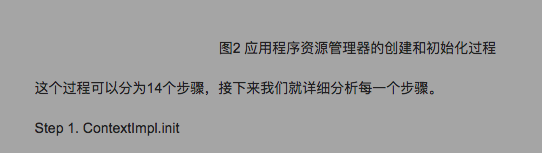 图2 应用程序资源管理器的创建和初始化过程
这个过程可以分为14个步骤，接下来我们就详细分析每一个步骤。
Step 1. ContextImpl.init